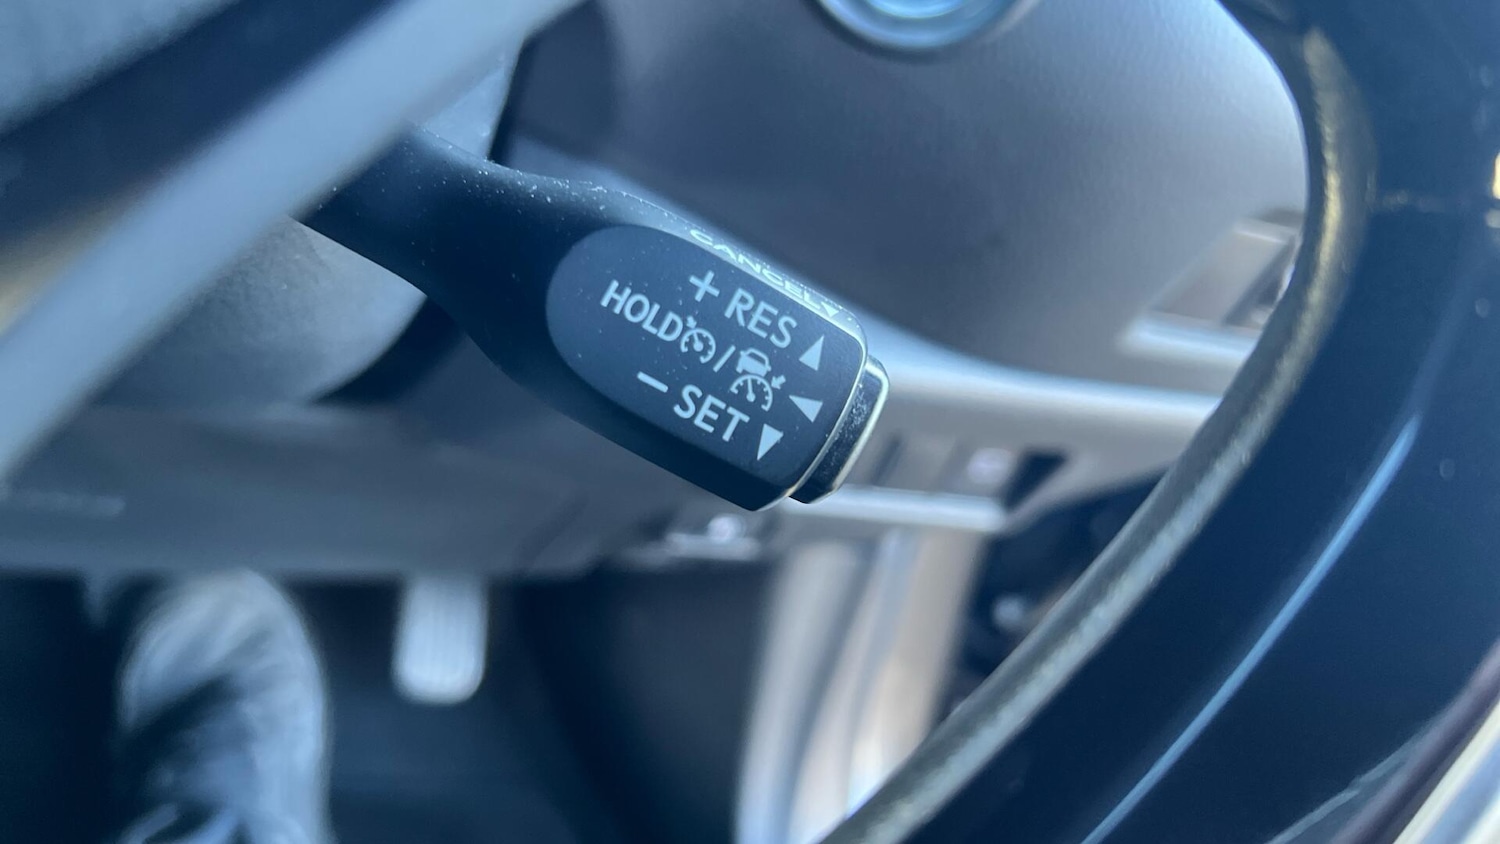 CANCEL
+ RES
HOLD /
− SET